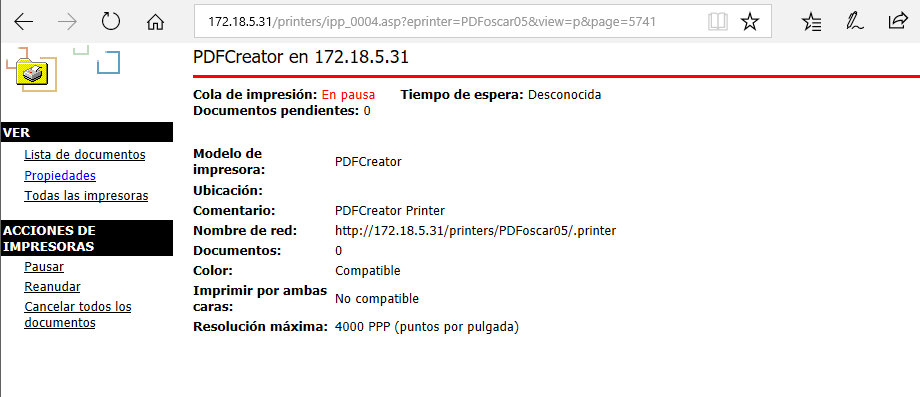 172.18.5.31/printers/ipp_0004.asp?eprinter=PDFoscar05&view=p&page=5741
PDFCreator en 172.18.5.31
Cola de impresión: En pausa Tiempo de espera: Desconocida
Documentos pendientes: 0
VER
Lista de documentos
Propiedades
Todas las impresoras
ACCIONES DE
IMPRESORAS
Pausar
Reanudar
Cancelar todos los
documentos
Modelo de
impresora: PDFCreator
Ubicación:
Comentario: PDFCreator Printer
Nombre de red: http://172.18.5.31/printers/PDFoscar05/.printer
Documentos: 0
Color: Compatible
Imprimir por ambas
caras: No compatible
Resolución máxima: 4000 PPP (puntos por pulgada)